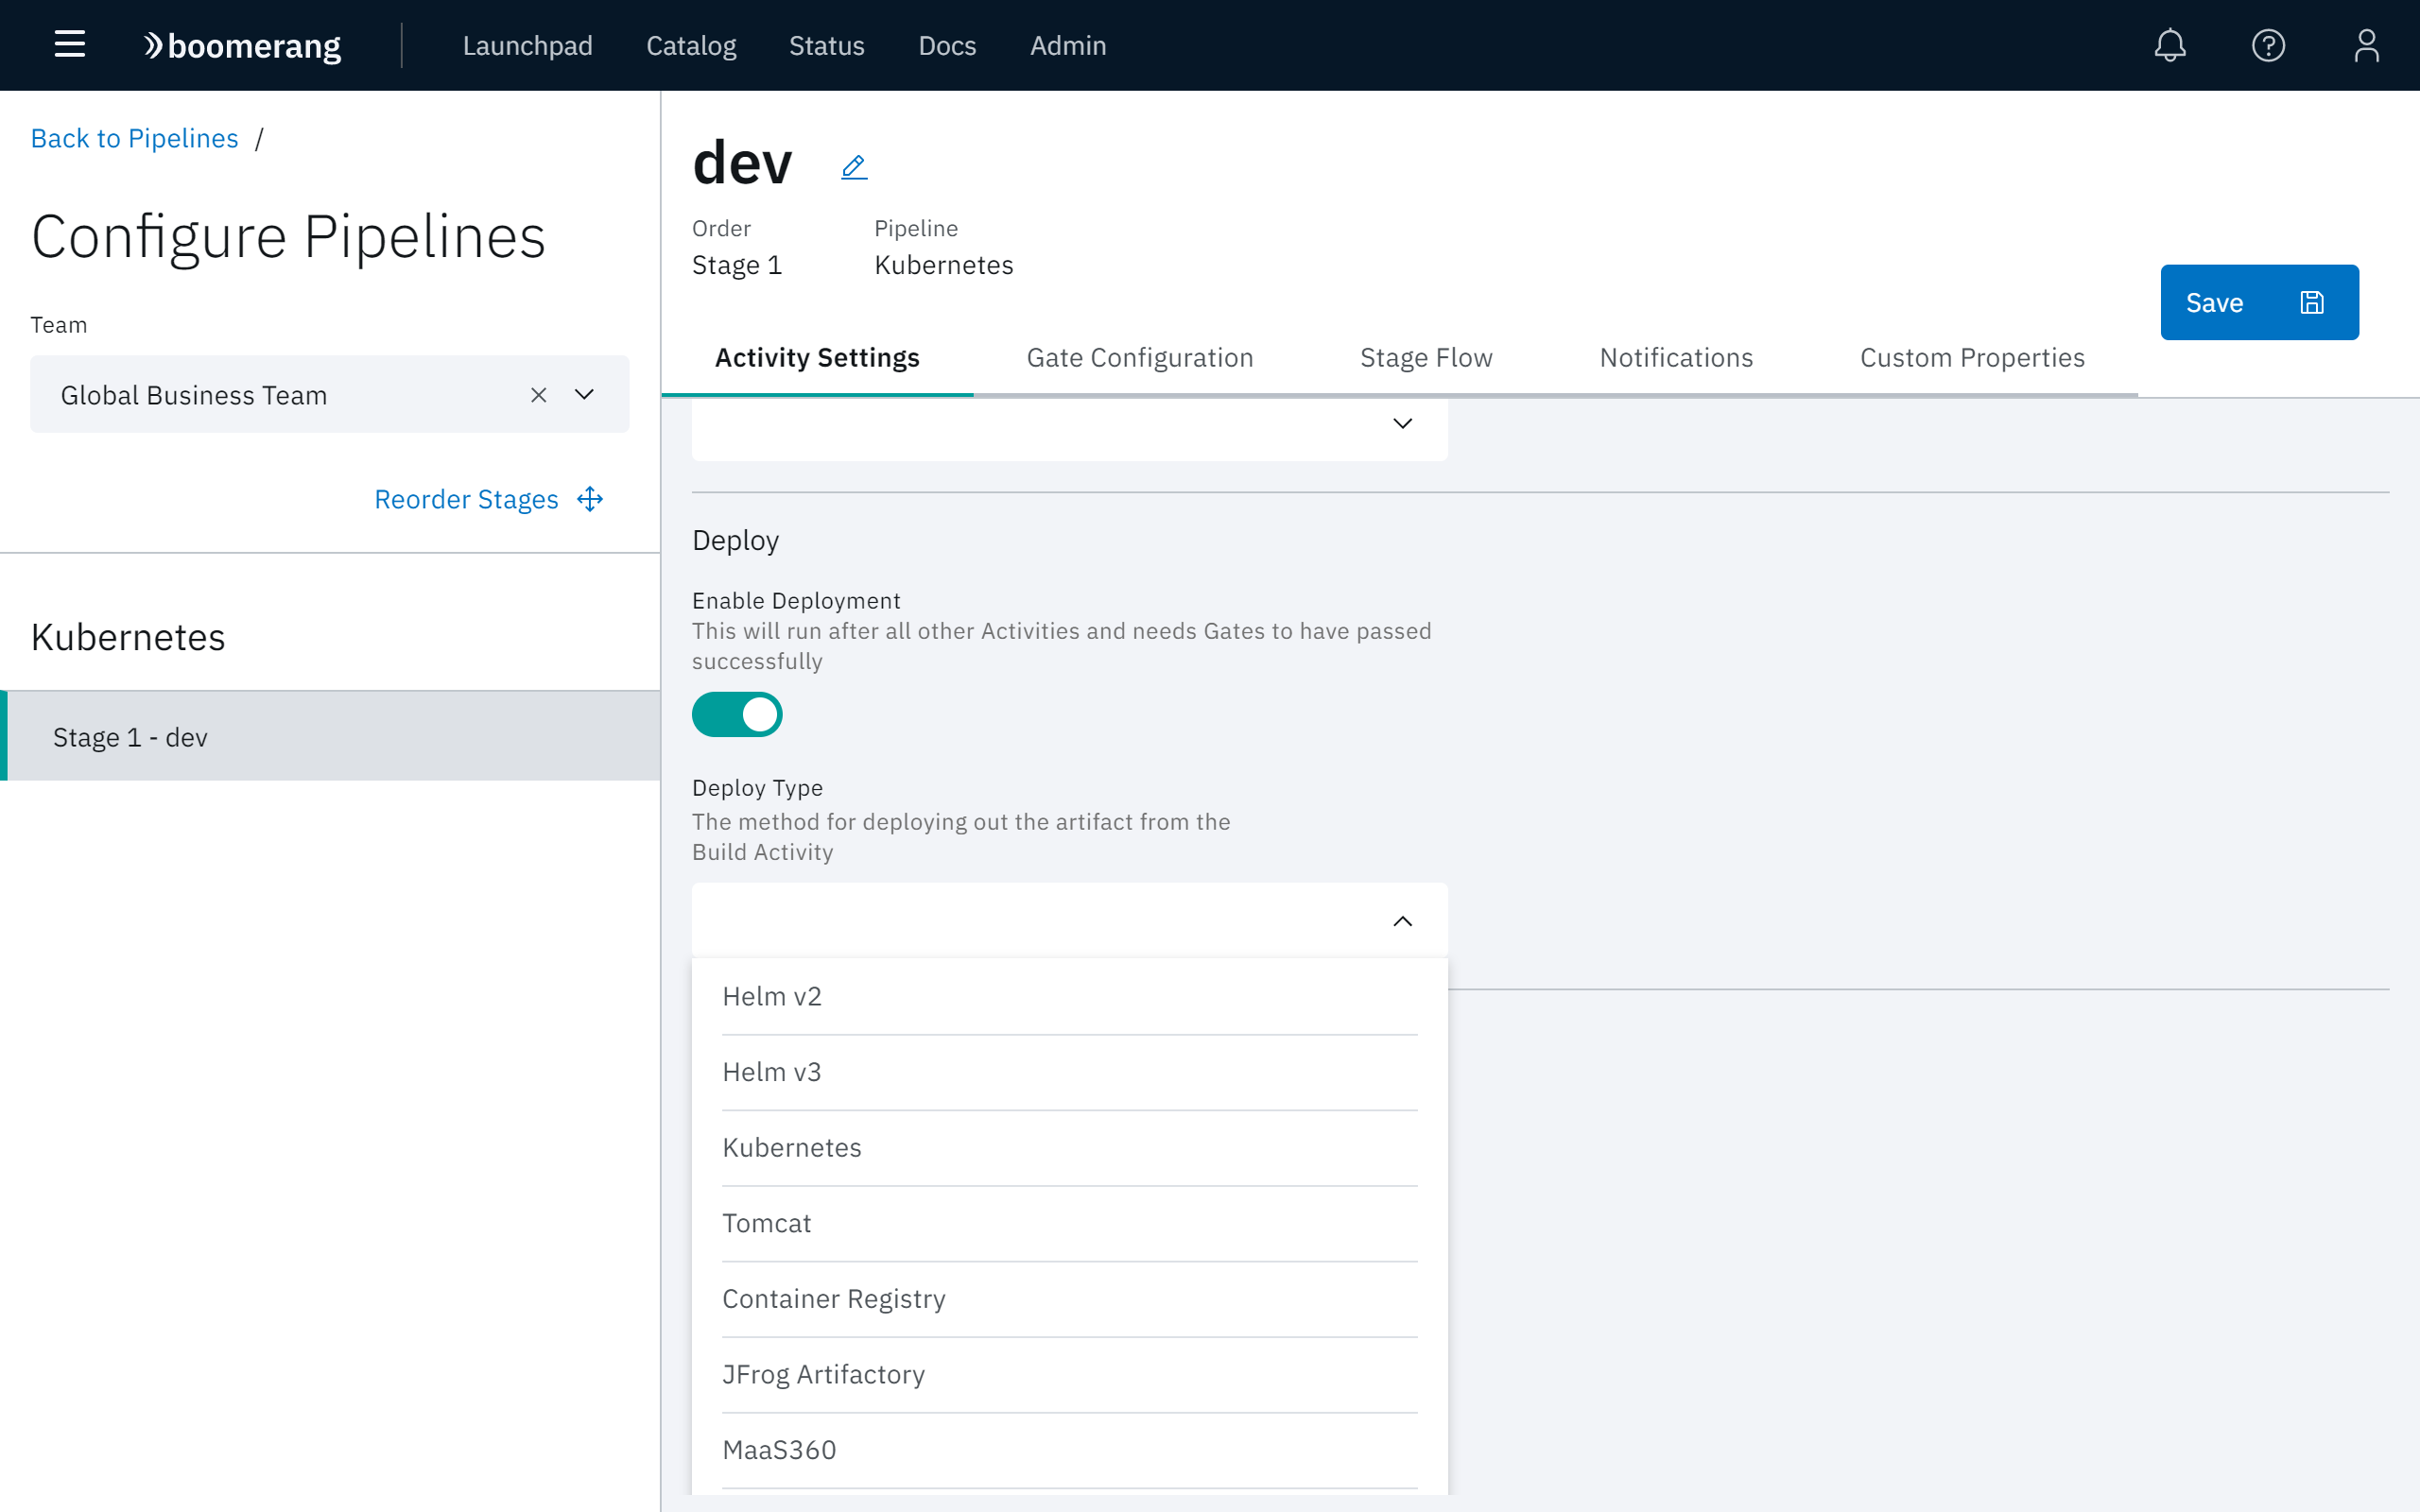 boomerang
Launchpad
Catalog
Status
Docs
Admin
Back to Pipelines /
Configure Pipelines
Team
Global Business Team
Reorder Stages
Kubernetes
Stage 1 - dev
dev
Order
Pipeline
Stage 1
Kubernetes
Save
Activity Settings
Gate Configuration
Stage Flow
Notifications
Custom Properties
Deploy
Enable Deployment
This will run after all other Activities and needs Gates to have passed
successfully
Deploy Type
The method for deploying out the artifact from the
Build Activity
Helm v2
Helm v3
Kubernetes
Tomcat
Container Registry
JFrog Artifactory
MaaS360